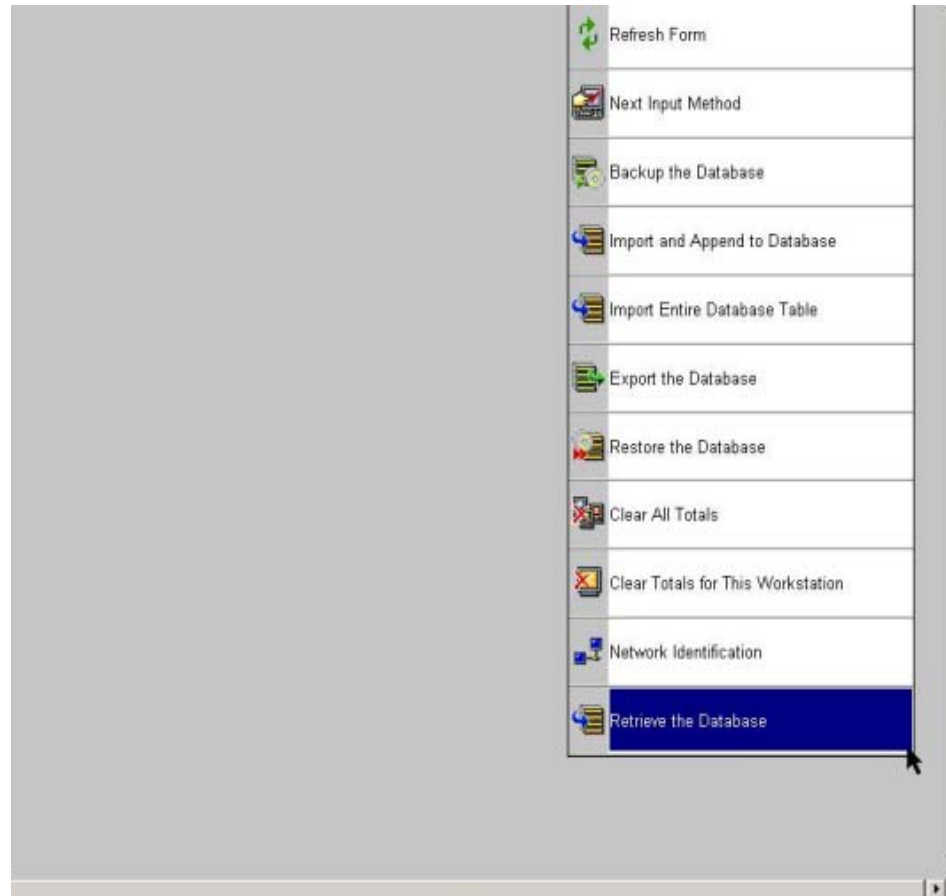 Refresh Form
Next Input Method
Backup the Database
Import and Append to Database
Import Entire Database Table
Export the Database
Restore the Database
Clear All Totals
Clear Totals for This Workstation
Network Identification
Retrieve the Database